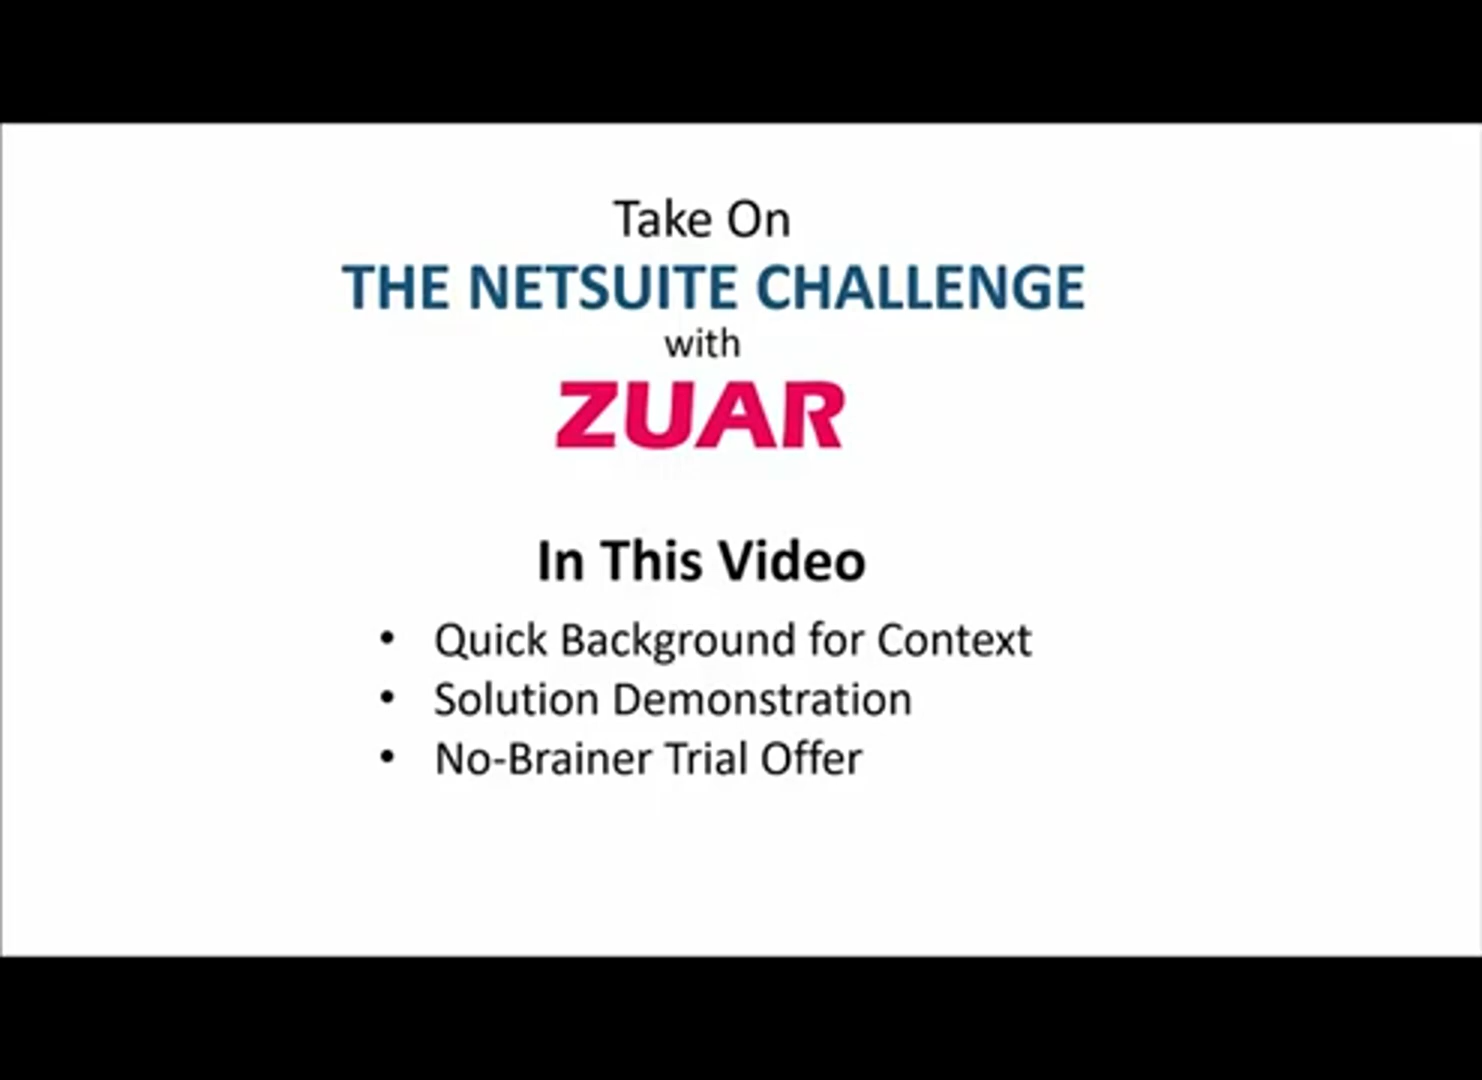 Take On
THE NETSUITE CHALLENGE
with
ZUAR
In This Video
• Quick Background for Context
• Solution Demonstration
• No-Brainer Trial Offer